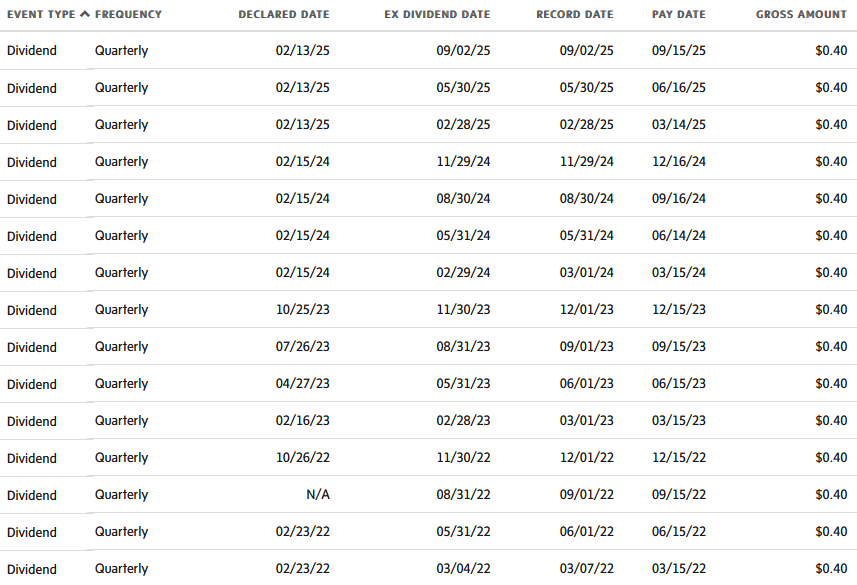 EVENT TYPE FREQUENCY DECLARED DATE EX DIVIDEND DATE RECORD DATE PAY DATE GROSS AMOUNT
Dividend Quarterly 02/13/25 09/02/25 09/02/25 09/15/25 $0.40
Dividend Quarterly 02/13/25 05/30/25 05/30/25 06/16/25 $0.40
Dividend Quarterly 02/13/25 02/28/25 02/28/25 03/14/25 $0.40
Dividend Quarterly 02/15/24 11/29/24 11/29/24 12/16/24 $0.40
Dividend Quarterly 02/15/24 08/30/24 08/30/24 09/16/24 $0.40
Dividend Quarterly 02/15/24 05/31/24 05/31/24 06/14/24 $0.40
Dividend Quarterly 02/15/24 02/29/24 03/01/24 03/15/24 $0.40
Dividend Quarterly 10/25/23 11/30/23 12/01/23 12/15/23 $0.40
Dividend Quarterly 07/26/23 08/31/23 09/01/23 09/15/23 $0.40
Dividend Quarterly 04/27/23 05/31/23 06/01/23 06/15/23 $0.40
Dividend Quarterly 02/16/23 02/28/23 03/01/23 03/15/23 $0.40
Dividend Quarterly 10/26/22 11/30/22 12/01/22 12/15/22 $0.40
Dividend Quarterly N/A 08/31/22 09/01/22 09/15/22 $0.40
Dividend Quarterly 02/23/22 05/31/22 06/01/22 06/15/22 $0.40
Dividend Quarterly 02/23/22 03/04/22 03/07/22 03/15/22 $0.40